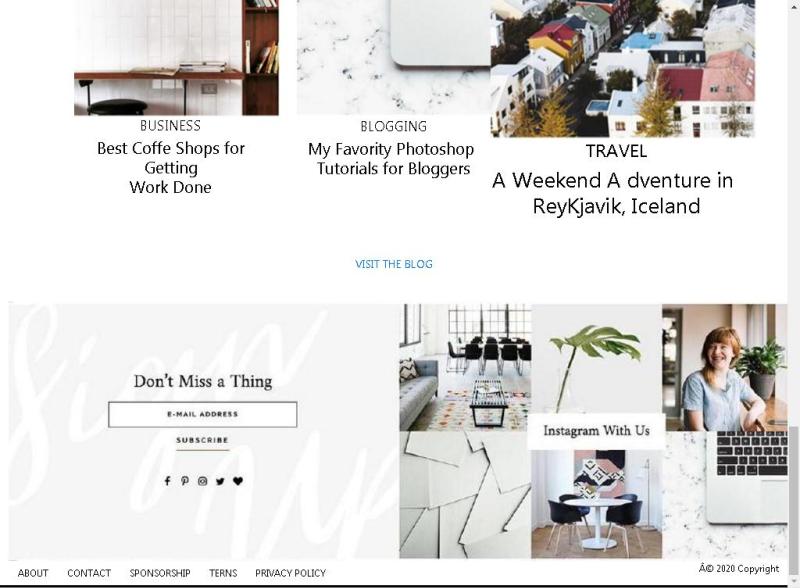 BUSINESS
Best Coffe Shops for
Getting
Work Done
BLOGGING
My Favority Photoshop
Tutorials for Bloggers
TRAVEL
A Weekend A dventure in
ReyKjavik, Iceland
VISIT THE BLOG
Sign
Up
Don't Miss a Thing
E-MAIL ADDRESS
SUBSCRIBE
Instagram With Us
ABOUT CONTACT SPONSORSHIP TERNS PRIVACY POLICY
Â© 2020 Copyright